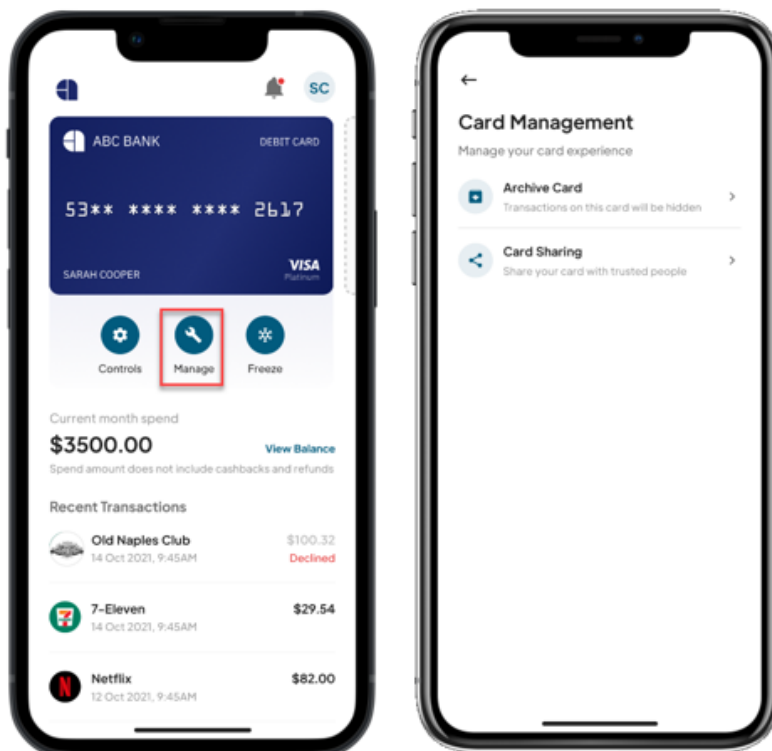 SC
ABC BANK
DEBIT CARD
53** **** **** 2617
SARAH COOPER
VISA
Platinum
Controls
Manage
Freeze
Current month spend
$3500.00
View Balance
Spend amount does not include cashbacks and refunds
Recent Transactions
Old Naples Club
$100.32
14 Oct 2021, 9:45AM
Declined
7-Eleven
$29.54
14 Oct 2021, 9:45AM
Netflix
$82.00
12 Oct 2021, 9:45AM
Card Management
Manage your card experience
Archive Card
Transactions on this card will be hidden
Card Sharing
Share your card with trusted people